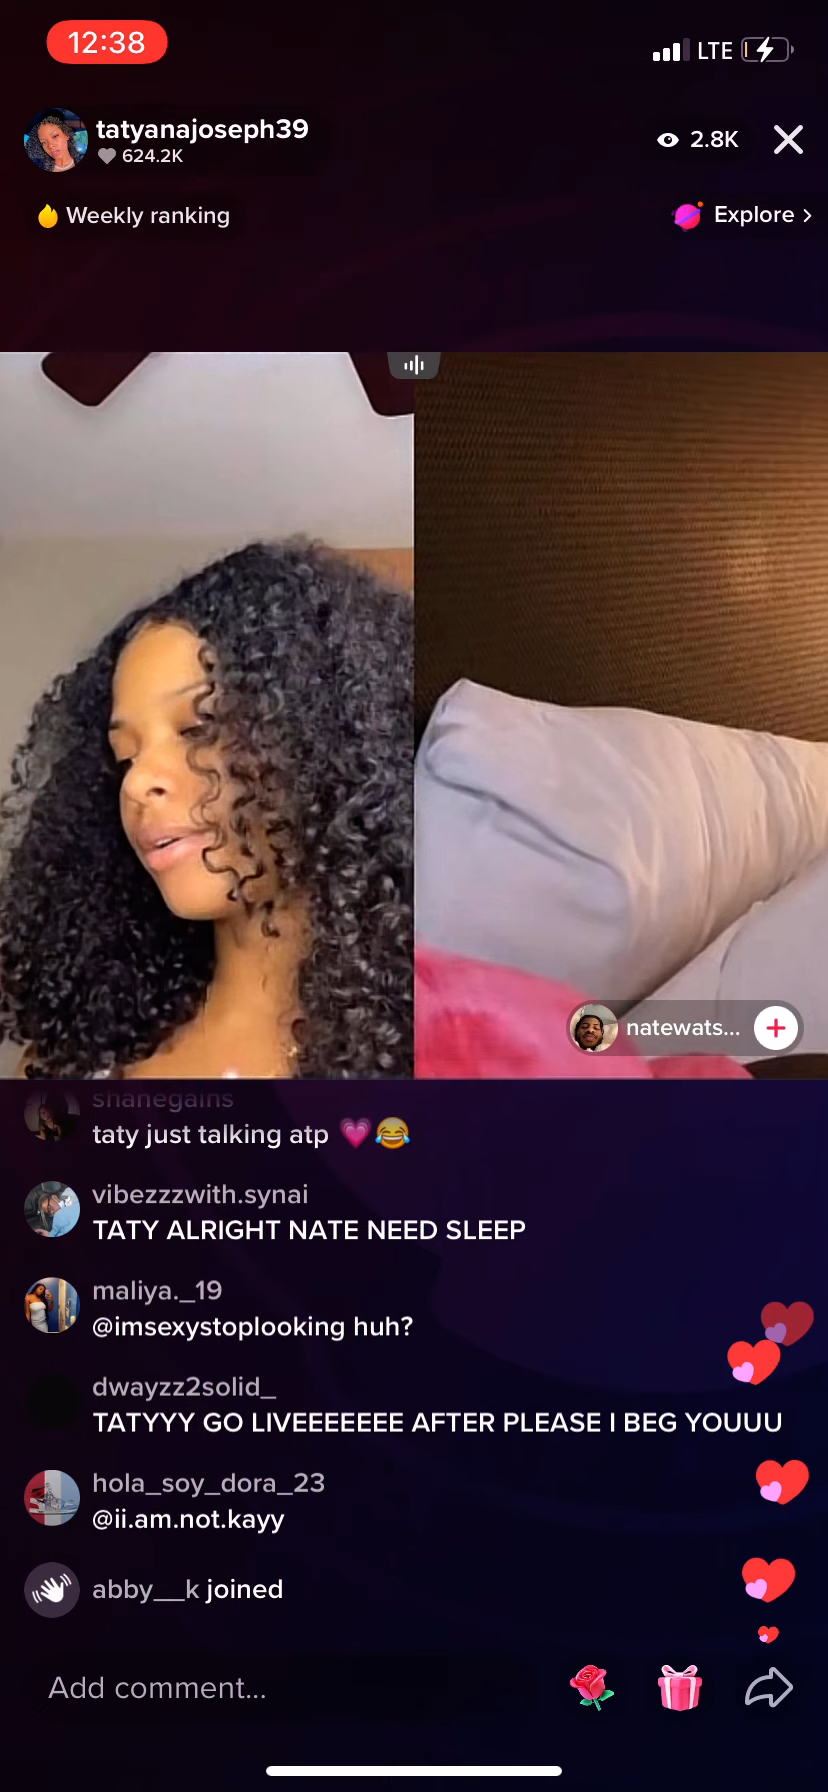 12:38
LTE
tatyanajoseph39
624.2K
2.8K
Weekly ranking
Explore >
natewats...
shanegains
taty just talking atp 💗😂
vibezzzwith.synai
TATY ALRIGHT NATE NEED SLEEP
maliya._19
@imsexystoplooking huh?
dwayzz2solid_
TATYYY GO LIVEEEEEEE AFTER PLEASE I BEG YOUUU
hola_soy_dora_23
@ii.am.not.kayy
abby__k joined
Add comment...